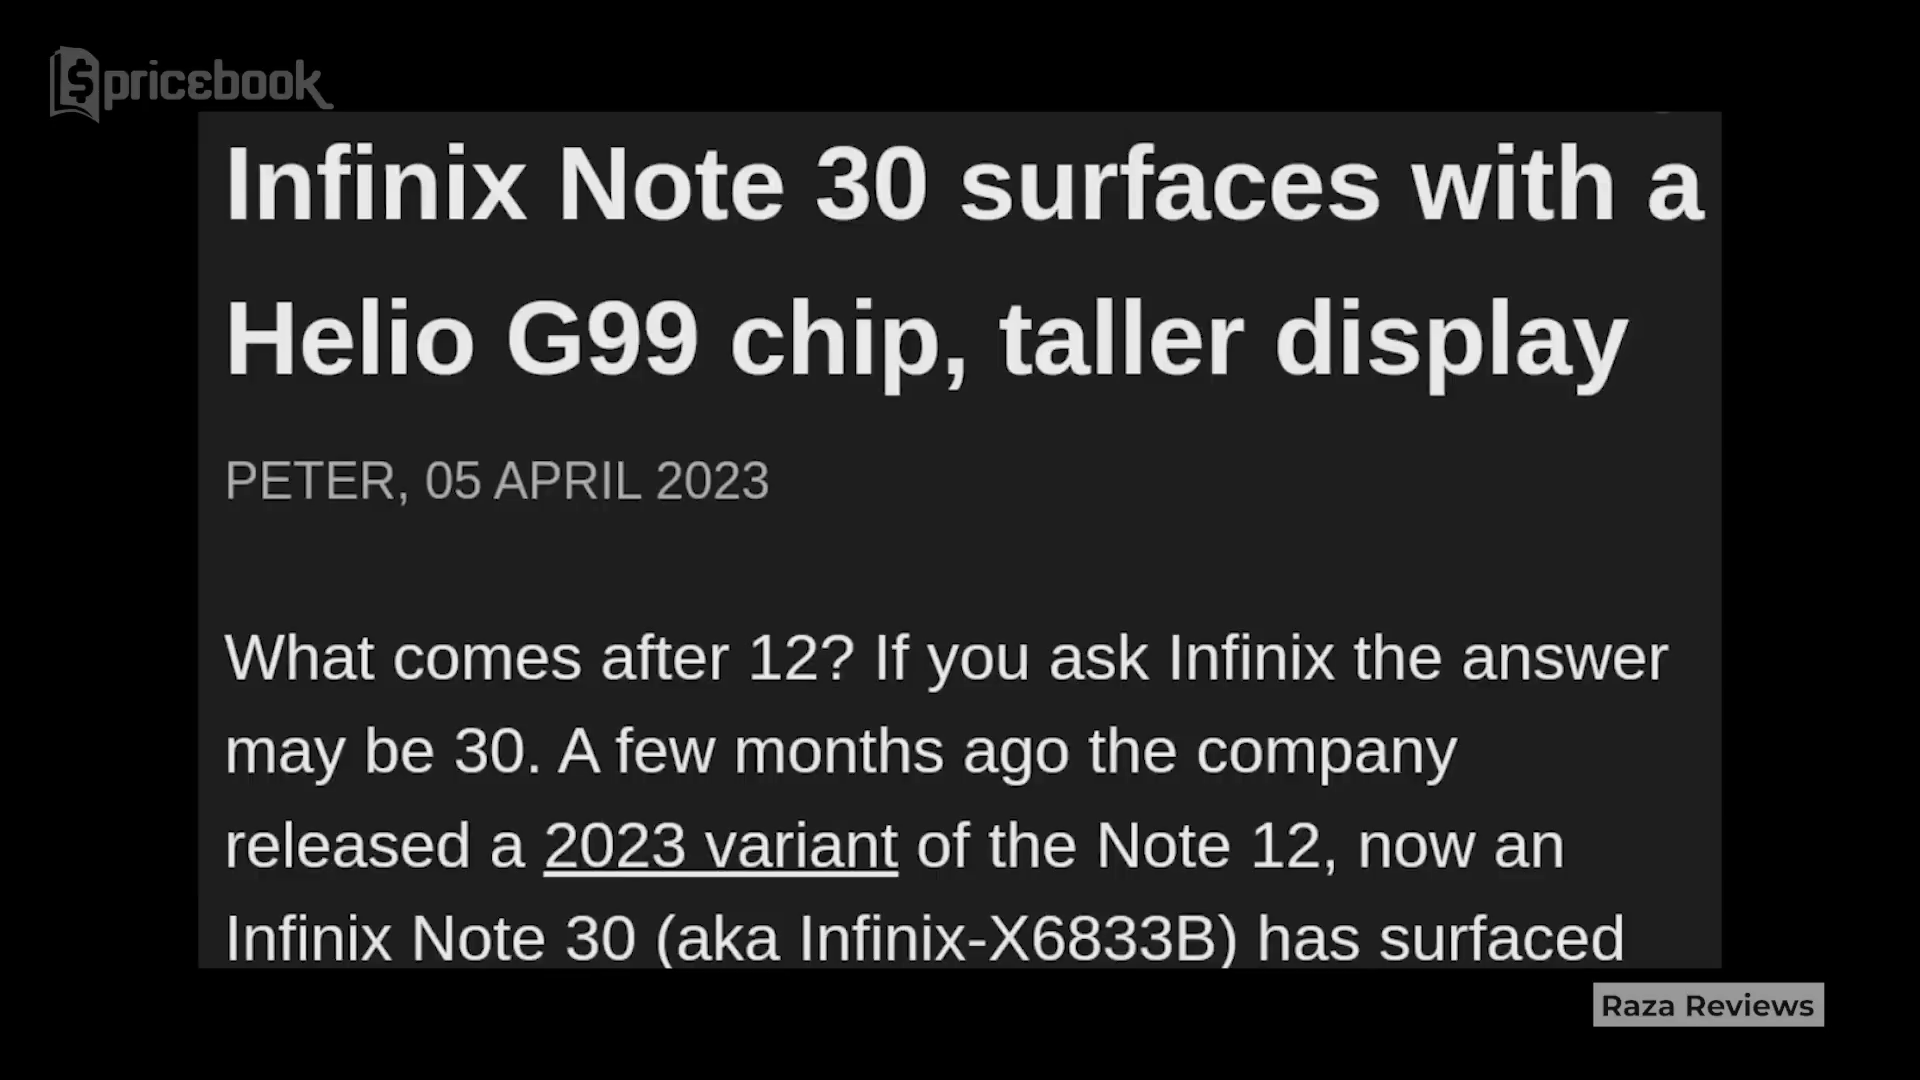 pricebook
Infinix Note 30 surfaces with a
Helio G99 chip, taller display
PETER, 05 APRIL 2023
What comes after 12? If you ask Infinix the answer
may be 30. A few months ago the company
released a 2023 variant of the Note 12, now an
Infinix Note 30 (aka Infinix-X6833B) has surfaced
Raza Reviews